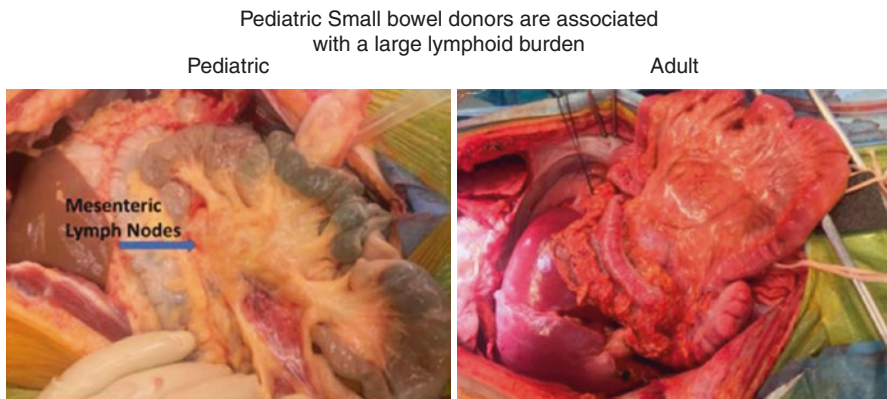 Pediatric Small bowel donors are associated
with a large lymphoid burden
Pediatric
Adult
Mesenteric
Lymph Nodes